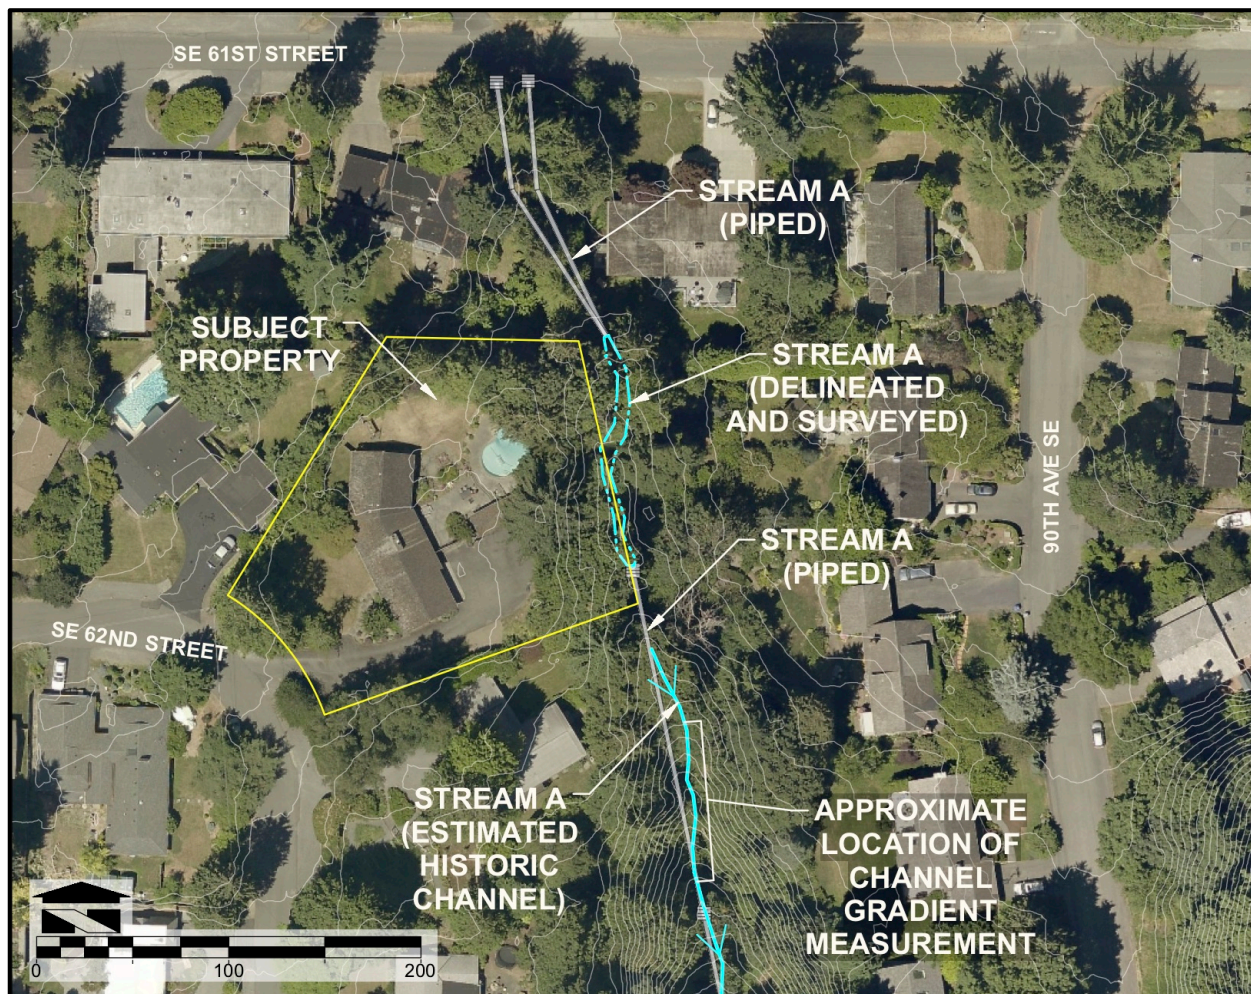 SE 61ST STREET
STREAM A
(PIPED)
SUBJECT
PROPERTY
STREAM A
(DELINEATED
AND SURVEYED)
90TH AVE SE
STREAM A
(PIPED)
SE 62ND STREET
STREAM A
(ESTIMATED
HISTORIC
CHANNEL)
APPROXIMATE
LOCATION OF
CHANNEL
GRADIENT
MEASUREMENT
0 100 200